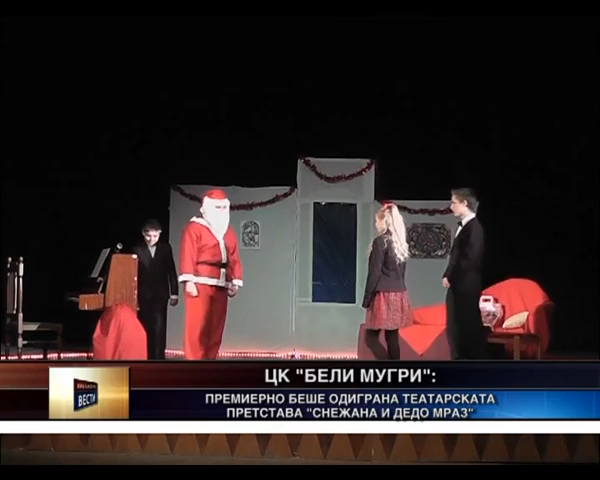 ЦК "БЕЛИ МУГРИ":
ПРЕМИЕРНО БЕШЕ ОДИГРАНА ТЕАТАРСКАТА
ПРЕТСТАВА "СНЕЖАНА И ДЕДО МРАЗ"
ВЕСТИ